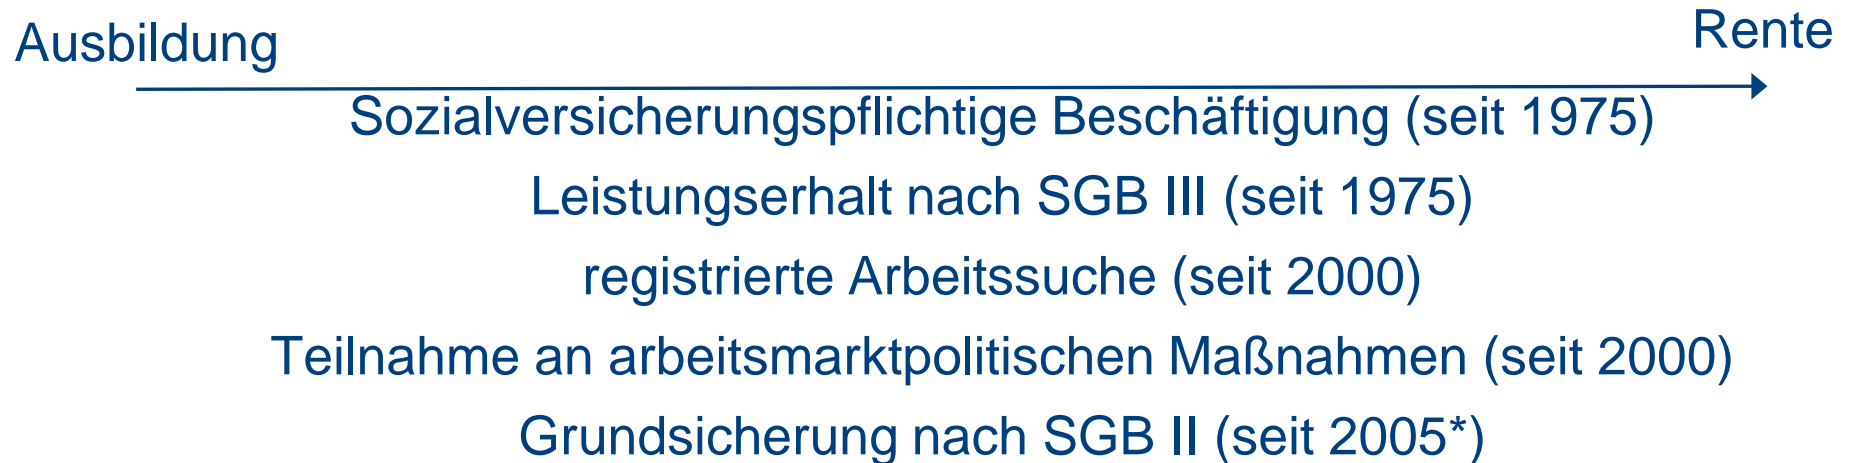 Ausbildung
Rente
Sozialversicherungspflichtige Beschäftigung (seit 1975)
Leistungserhalt nach SGB III (seit 1975)
registrierte Arbeitssuche (seit 2000)
Teilnahme an arbeitsmarktpolitischen Maßnahmen (seit 2000)
Grundsicherung nach SGB II (seit 2005*)